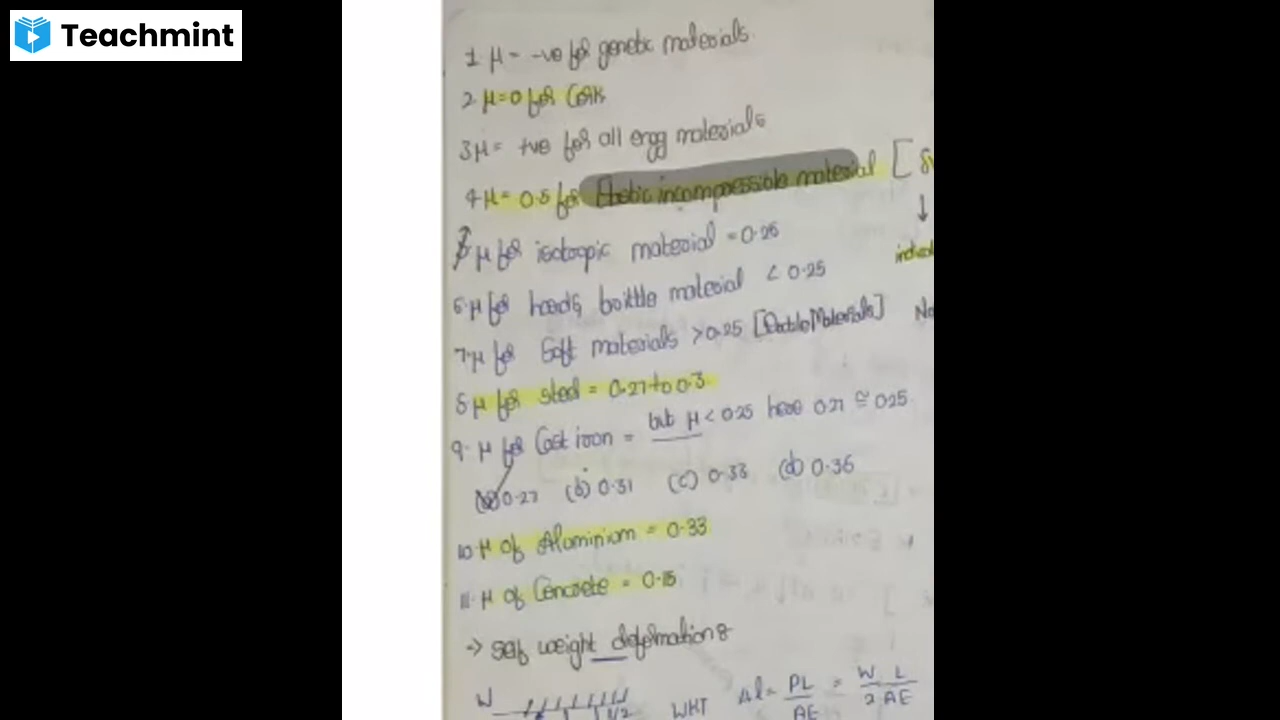 Teachmint
1. μ = -ve for genetic materials
2. μ = 0 for Cork
3 μ = +ve for all engg materials
4 μ = 0.5 for Elastic incompressible material [
5. μ for isotropic material = 0.25
6. μ for hard & brittle material < 0.25
7. μ for Soft materials > 0.25 [Ductile Materials] No
8 μ for steel = 0.27 to 0.3
9. μ for Cast iron = but μ < 0.25 here 0.27 ≅ 0.25
(a) 0.27 (b) 0.31 (c) 0.33 (d) 0.36
10 μ of Aluminium = 0.33
11. μ of Concrete = 0.15
→ Self weight deformation :-
W WKT Δl = PL/AE = W/2 L/AE
L/2